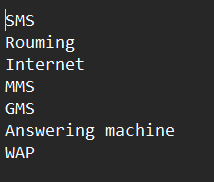 SMS
Rouming
Internet
MMS
GMS
Answering machine
WAP